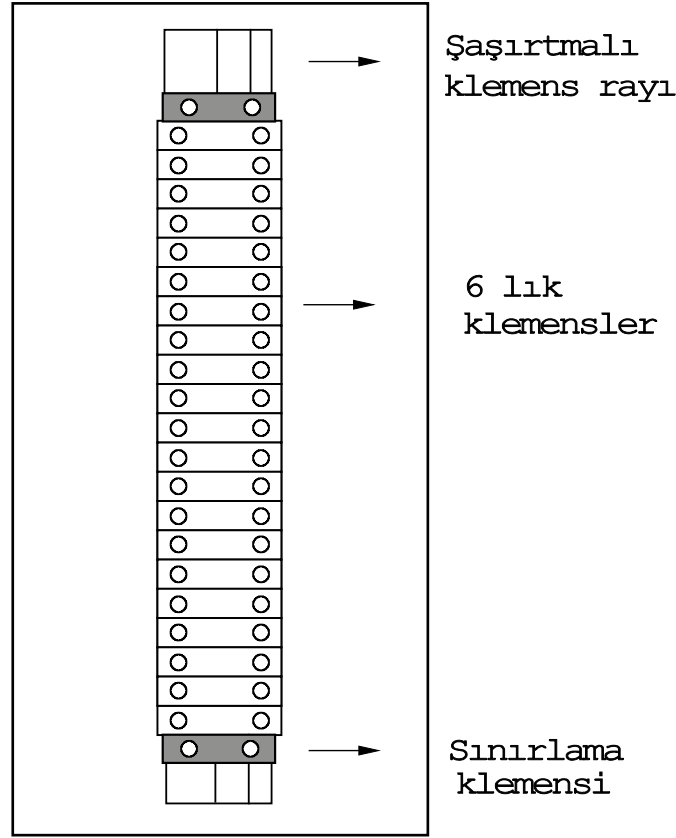 Şaşırtmalı
klemens rayı
6 lık
klemensler
Sınırlama
klemensi